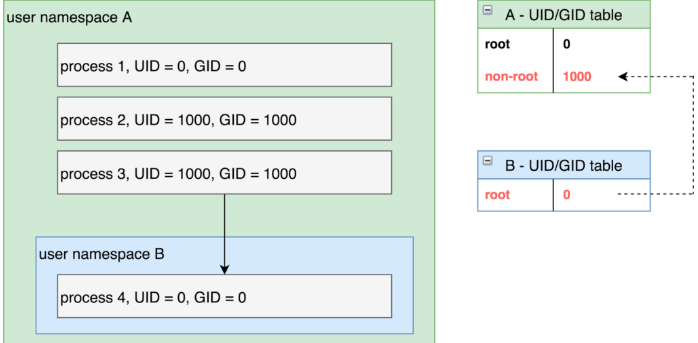 user namespace A
process 1, UID = 0, GID = 0
process 2, UID = 1000, GID = 1000
process 3, UID = 1000, GID = 1000
user namespace B
process 4, UID = 0, GID = 0
A - UID/GID table
root 0
non-root 1000
B - UID/GID table
root 0